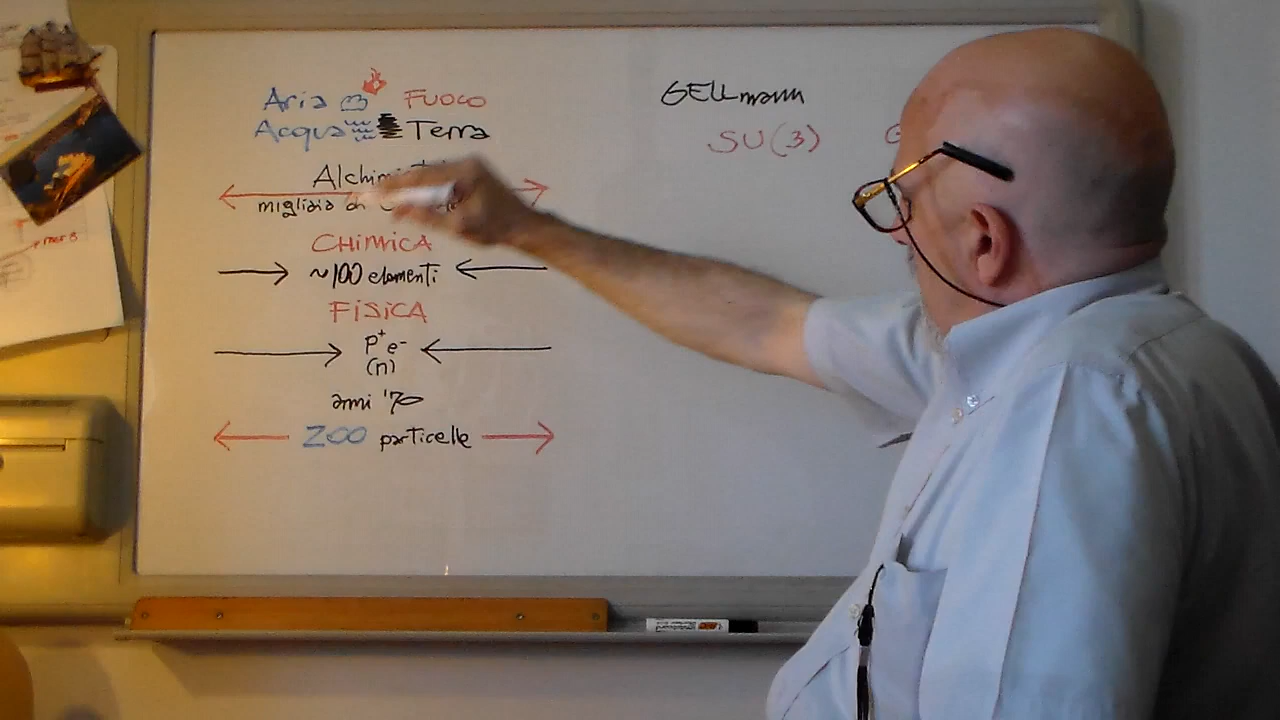 Aria FUOCO
Acqua Terra
migliaia di
CHIMICA
~100 elementi
FISICA
p+ e-
(n)
anni '70
ZOO particelle
GELLmann
SU(3)